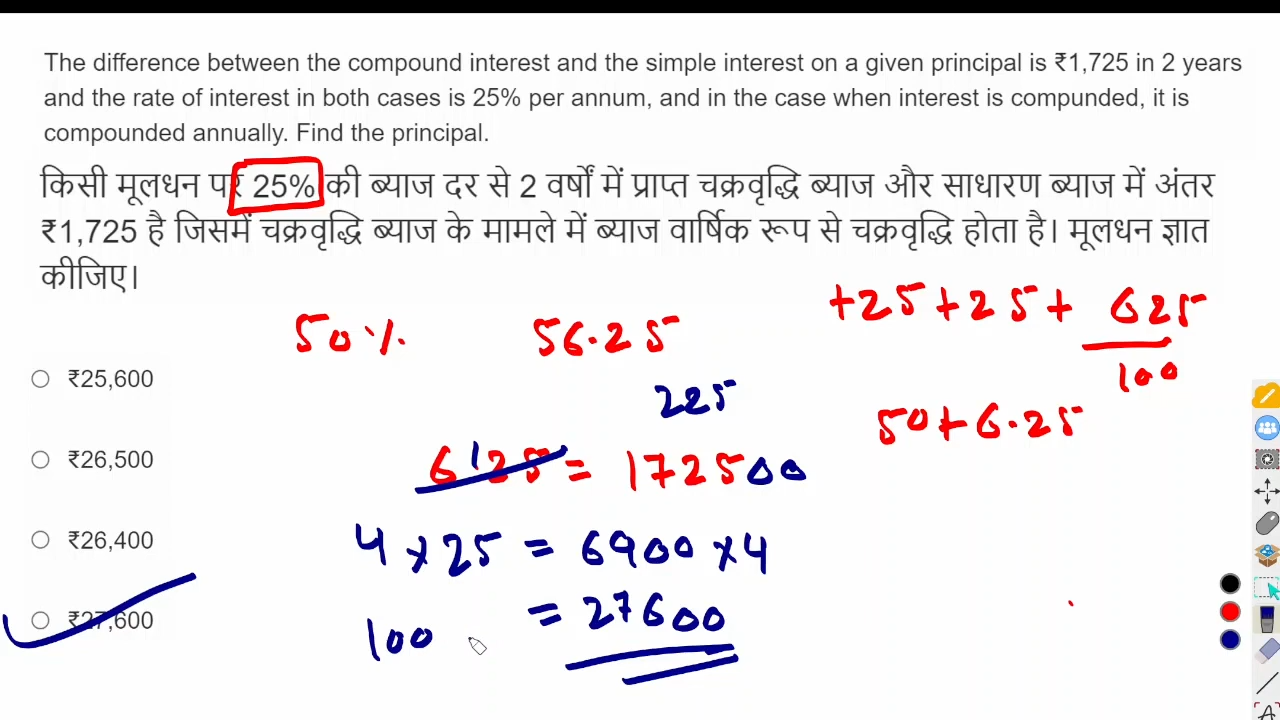 The difference between the compound interest and the simple interest on a given principal is ₹1,725 in 2 years
and the rate of interest in both cases is 25% per annum, and in the case when interest is compunded, it is
compounded annually. Find the principal.
किसी मूलधन पर 25% की ब्याज दर से 2 वर्षों में प्राप्त चक्रवृद्धि ब्याज और साधारण ब्याज में अंतर
₹1,725 है जिसमें चक्रवृद्धि ब्याज के मामले में ब्याज वार्षिक रूप से चक्रवृद्धि होता है। मूलधन ज्ञात
कीजिए।
+25+25+ 625
100
50% 56.25
₹25,600
225
50+6.25
₹26,500
6125 = 172500
₹26,400
4×25 = 6900×4
₹27,600
= 27600
100